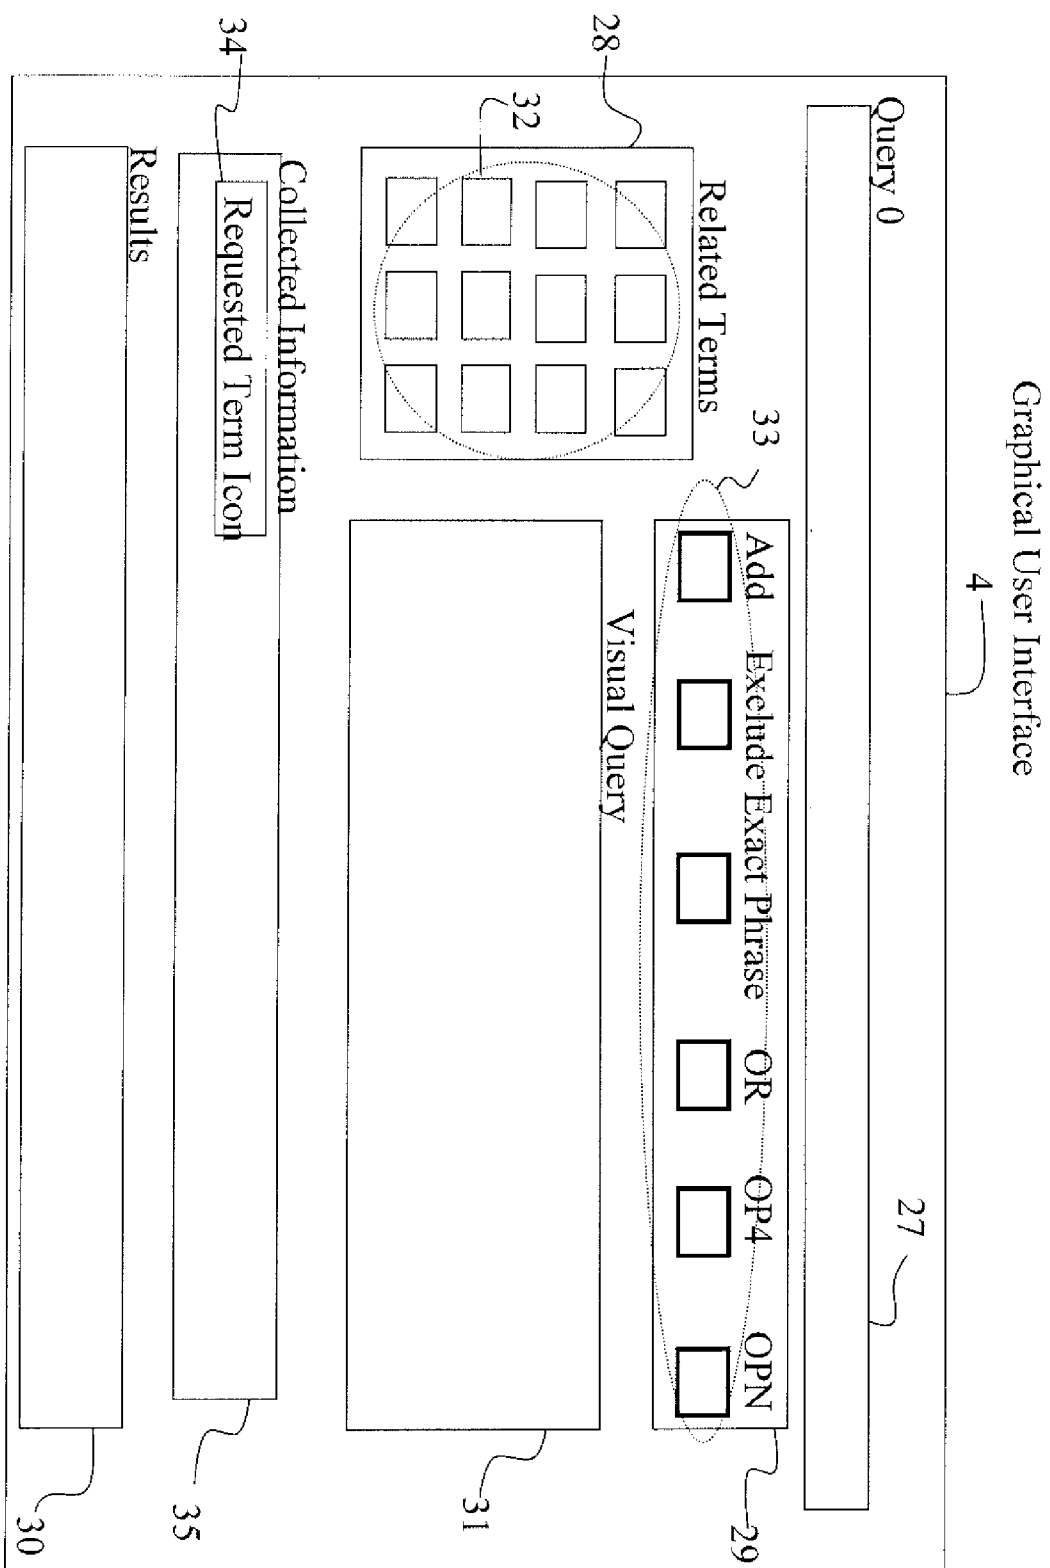 Graphical User Interface
4
Query 0
27
Related Terms
28
32
33
Add Exclude Exact Phrase OR OP4 OPN
29
Visual Query
31
Collected Information
34
Requested Term Icon
35
Results
30